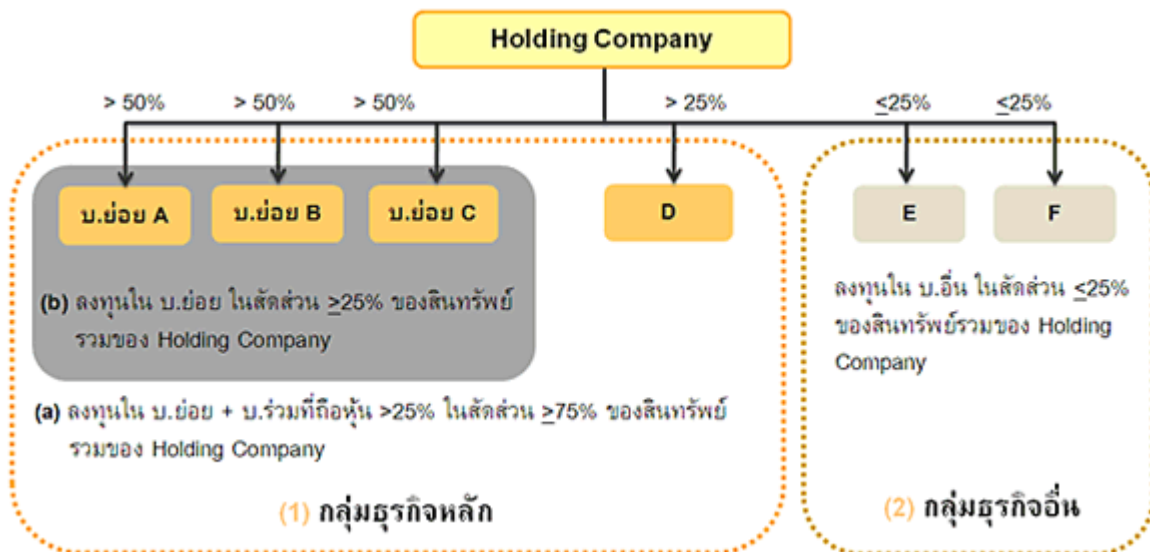 Holding Company
> 50% > 50% > 50% > 25% ≤25% ≤25%
บ.ย่อย A บ.ย่อย B บ.ย่อย C D E F
(b) ลงทุนใน บ.ย่อย ในสัดส่วน ≥25% ของสินทรัพย์
รวมของ Holding Company
ลงทุนใน บ.อื่น ในสัดส่วน ≤25%
ของสินทรัพย์รวมของ Holding
Company
(a) ลงทุนใน บ.ย่อย + บ.ร่วมที่ถือหุ้น >25% ในสัดส่วน ≥75% ของสินทรัพย์
รวมของ Holding Company
(1) กลุ่มธุรกิจหลัก
(2) กลุ่มธุรกิจอื่น